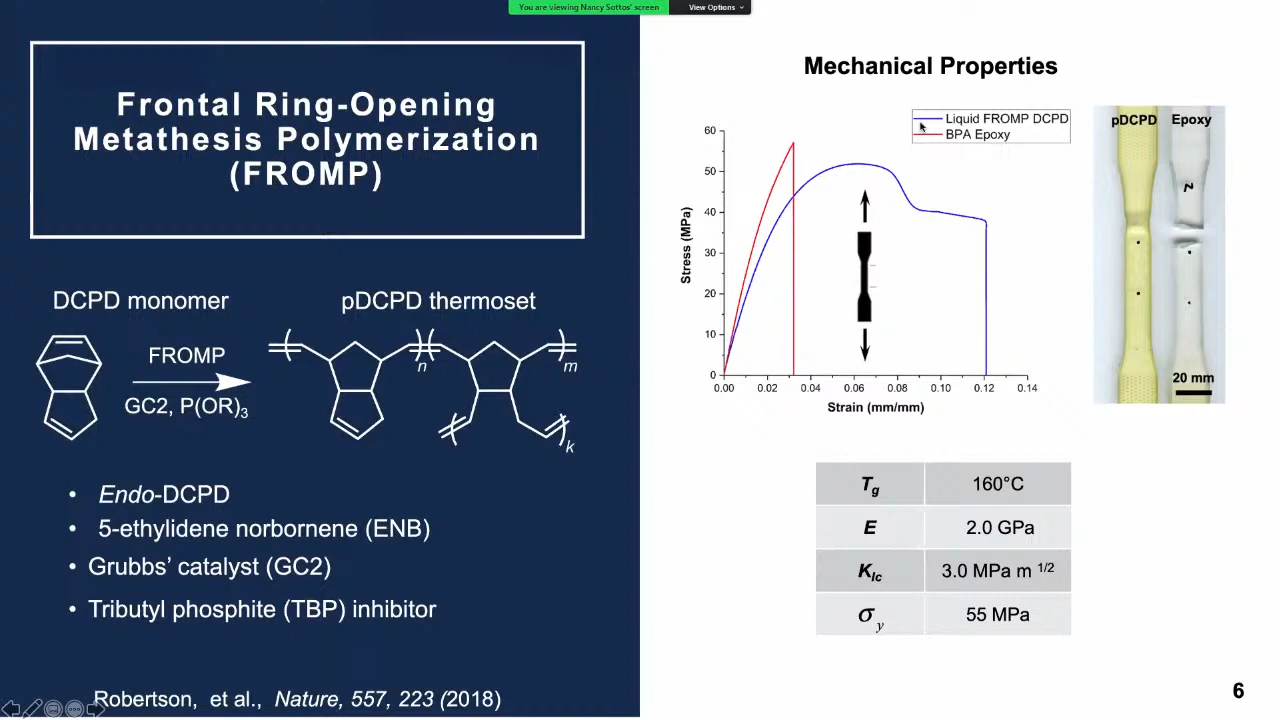 You are viewing Nancy Sottos' screen
View Options
Frontal Ring-Opening
Metathesis Polymerization
(FROMP)
DCPD monomer
pDCPD thermoset
FROMP
GC2, P(OR)3
n
m
k
• Endo-DCPD
• 5-ethylidene norbornene (ENB)
• Grubbs' catalyst (GC2)
• Tributyl phosphite (TBP) inhibitor
Robertson, et al., Nature, 557, 223 (2018)
Mechanical Properties
Liquid FROMP DCPD
BPA Epoxy
60
50
40
30
20
10
0
Stress (MPa)
0.00 0.02 0.04 0.06 0.08 0.10 0.12 0.14
Strain (mm/mm)
pDCPD Epoxy
N
20 mm
Tg 160°C
E 2.0 GPa
KIc 3.0 MPa m 1/2
σy 55 MPa
6